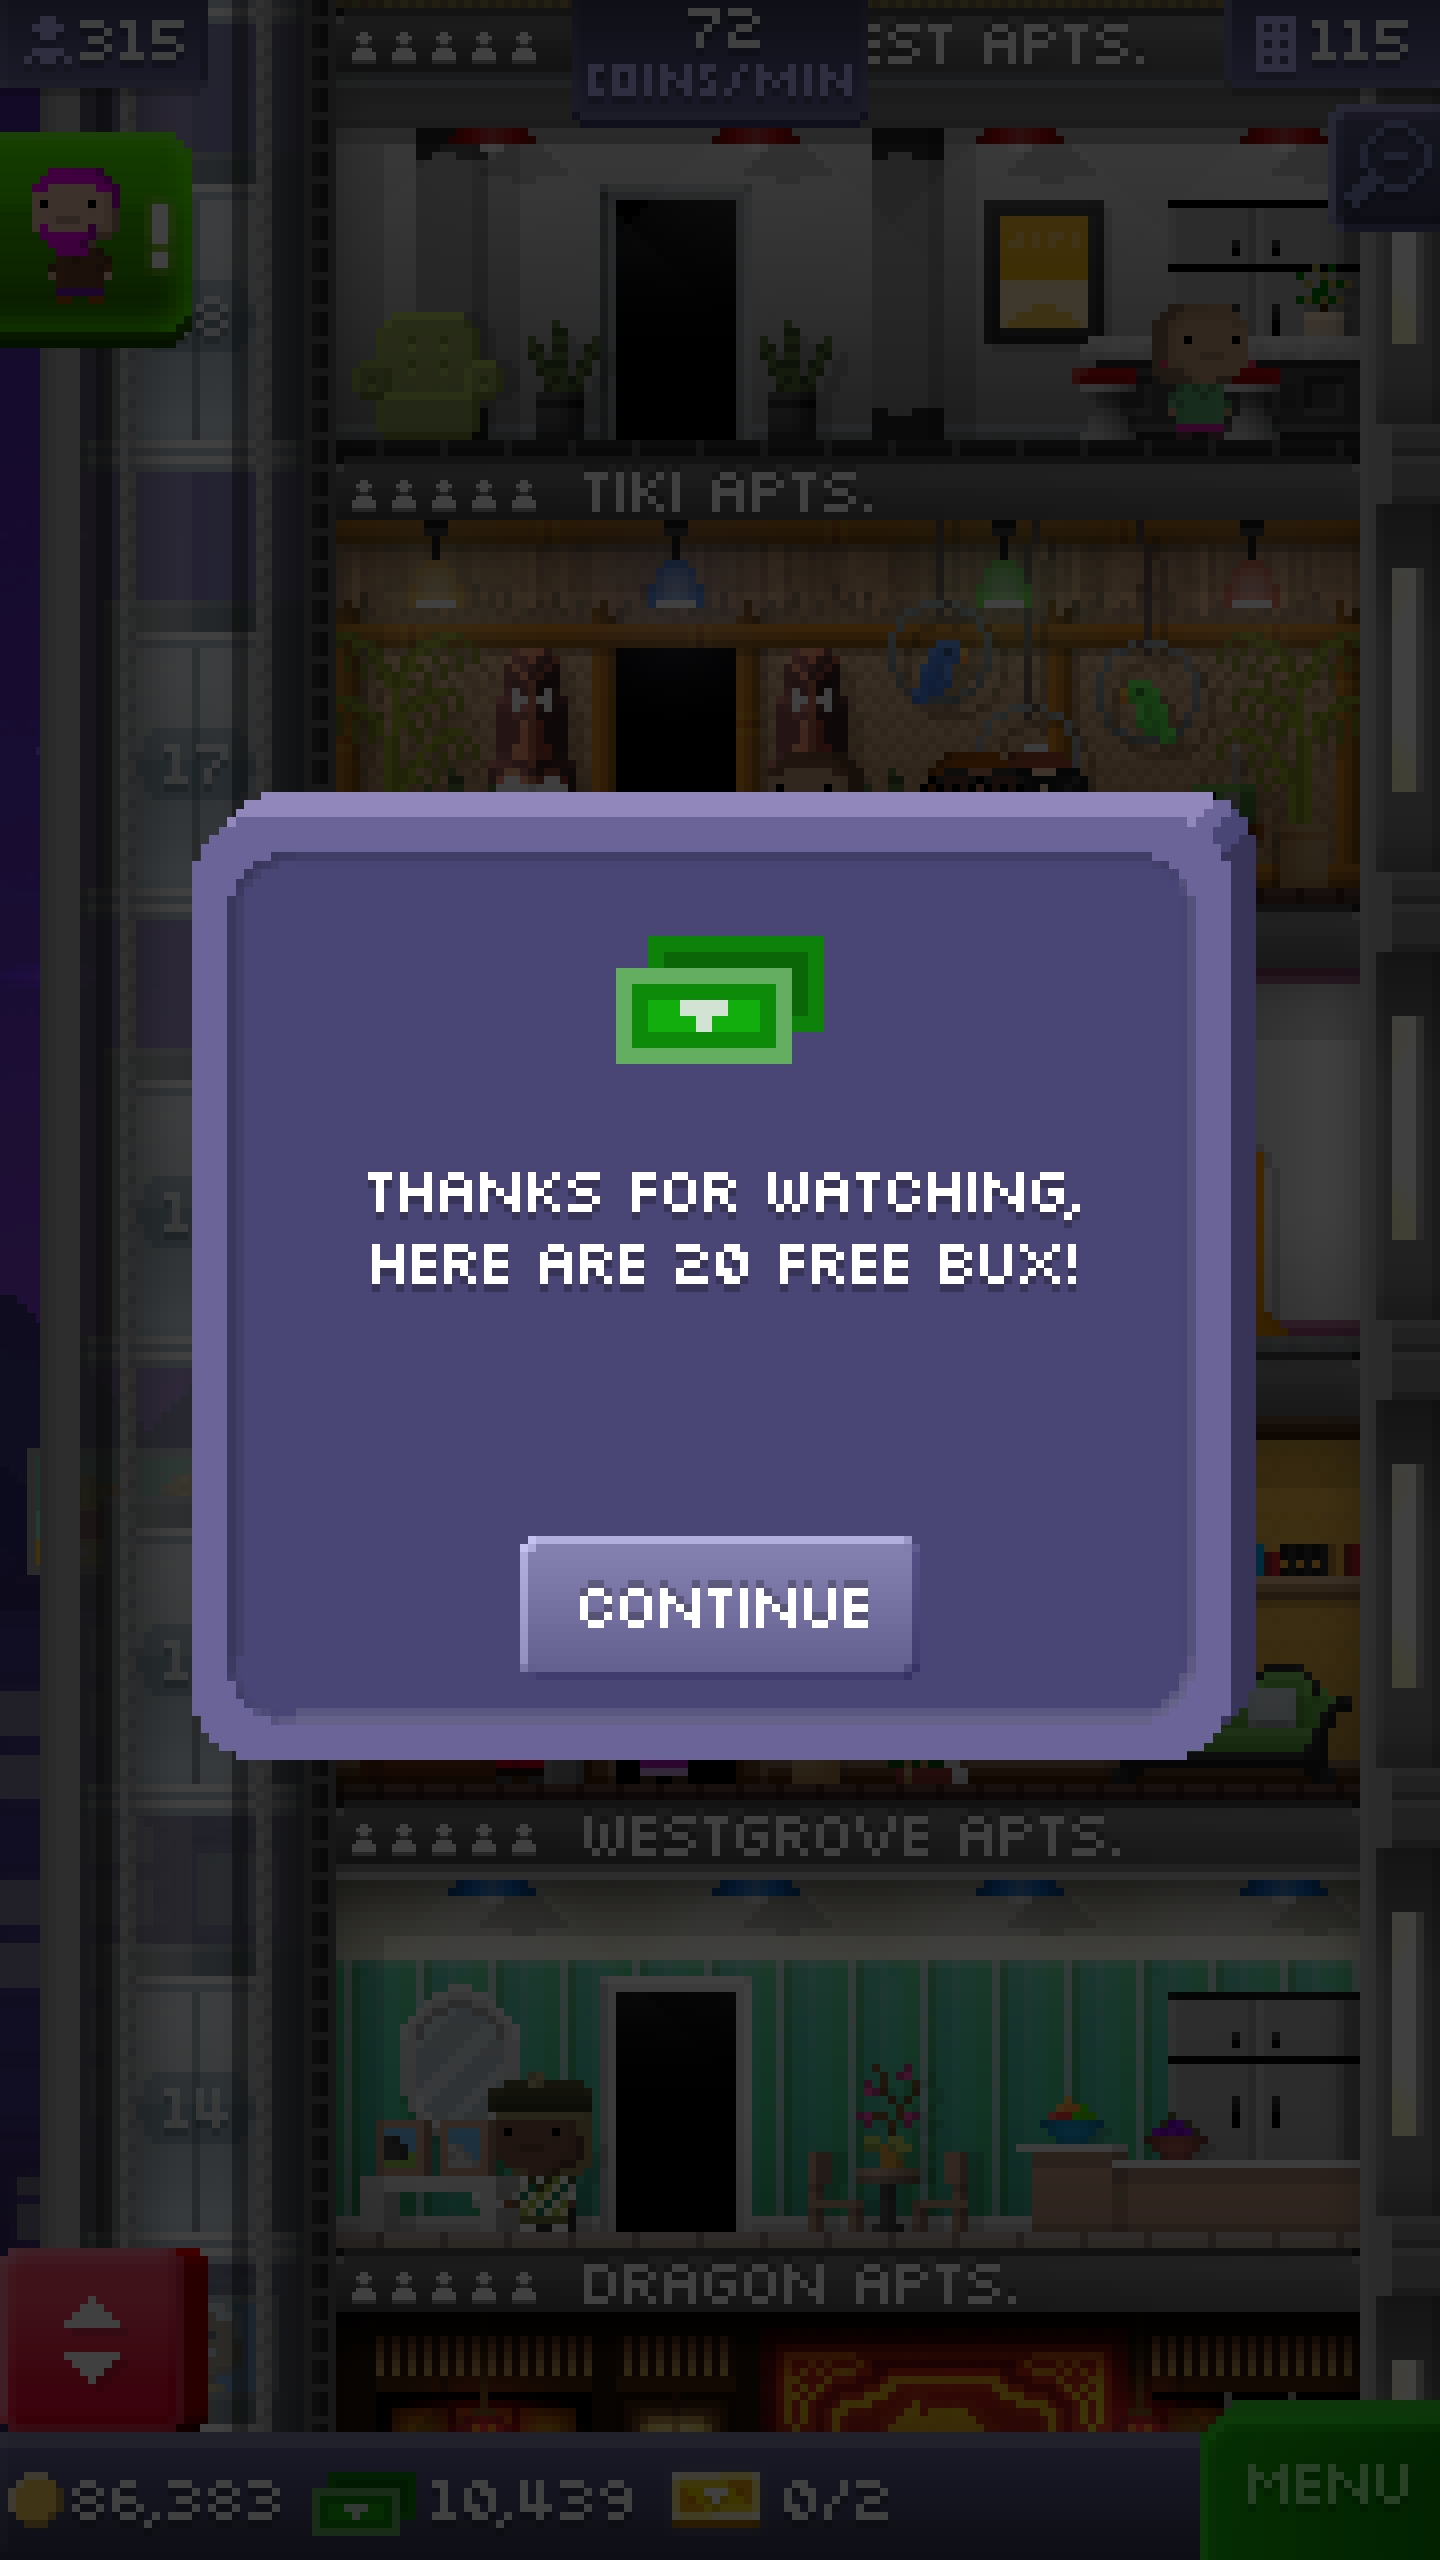 315
72
COINS/MIN
EST APTS.
115
8
TIKI APTS.
17
THANKS FOR WATCHING,
HERE ARE 20 FREE BUX!
CONTINUE
WESTGROVE APTS.
14
DRAGON APTS.
86,383
10,439
0/2
MENU